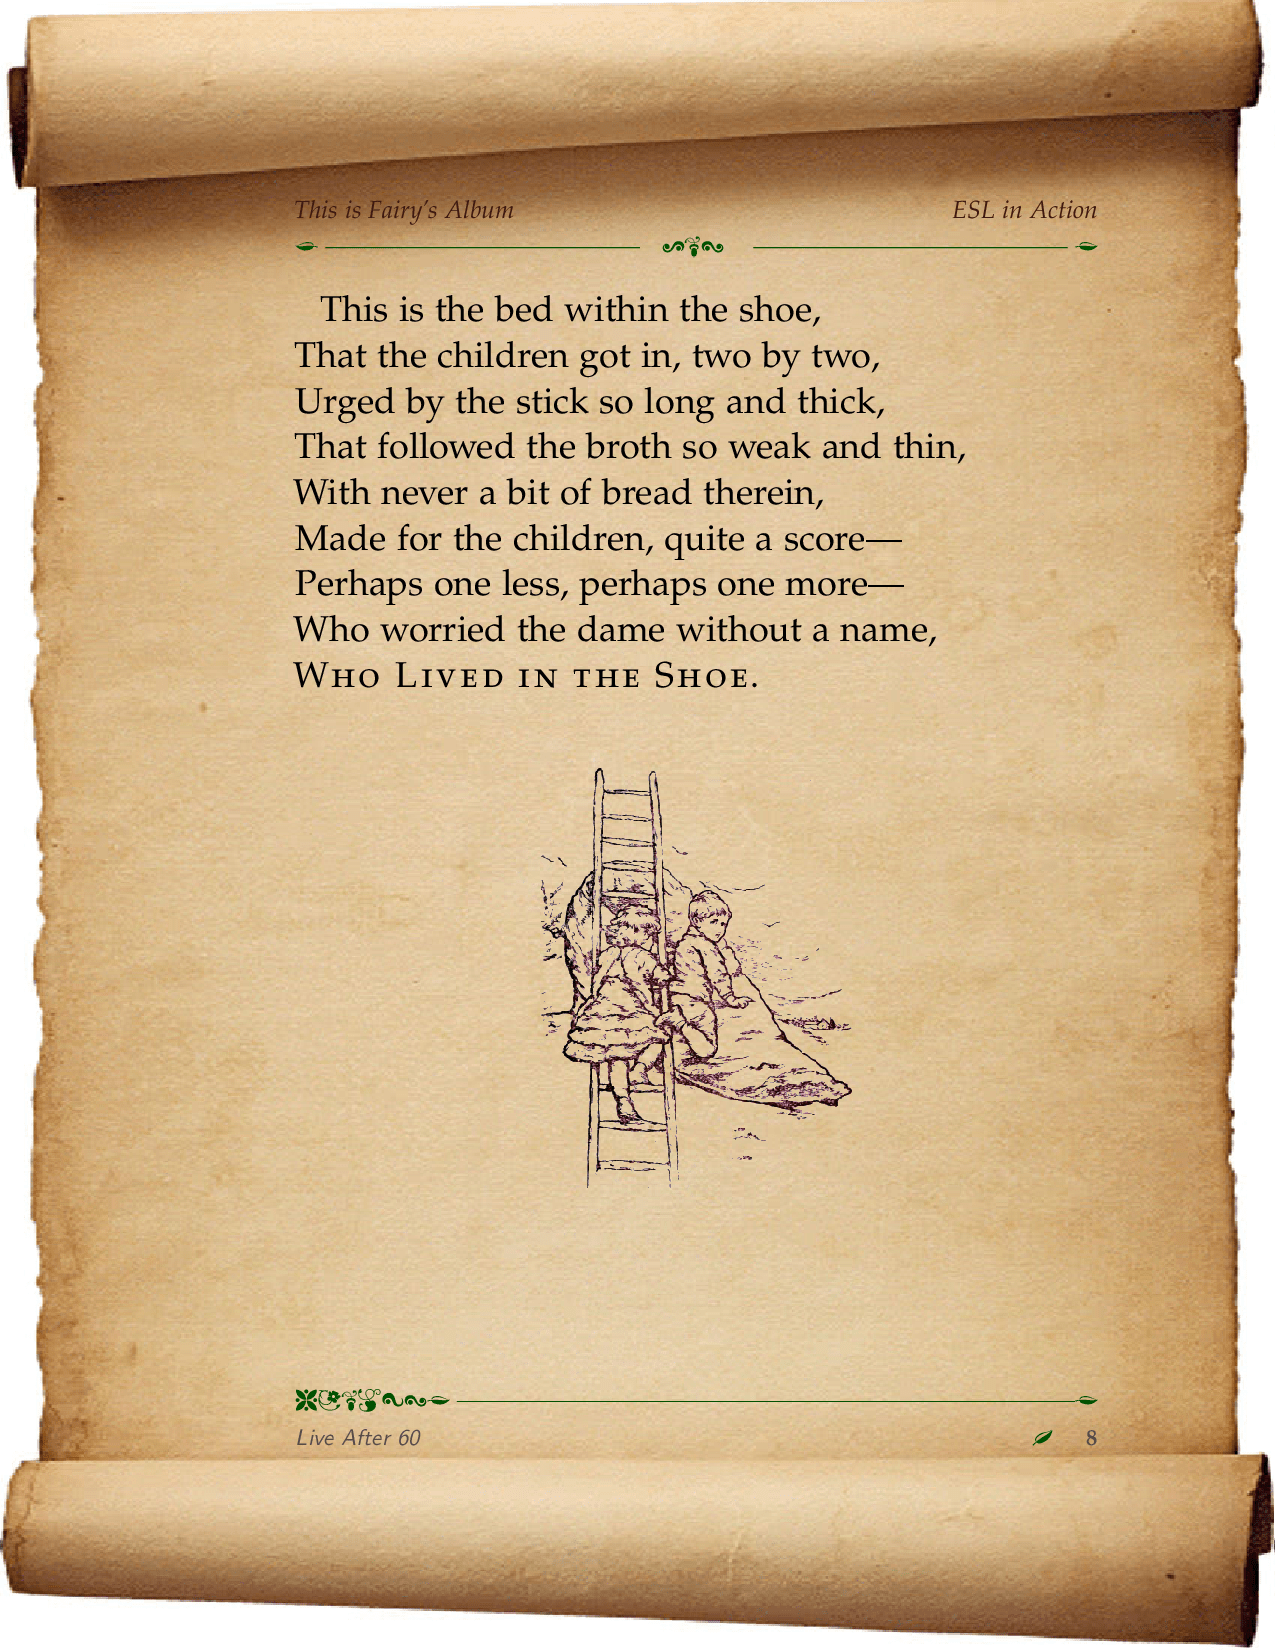 This is Fairy's Album
ESL in Action
This is the bed within the shoe,
That the children got in, two by two,
Urged by the stick so long and thick,
That followed the broth so weak and thin,
With never a bit of bread therein,
Made for the children, quite a score—
Perhaps one less, perhaps one more—
Who worried the dame without a name,
Who Lived in the Shoe.
Live After 60
8